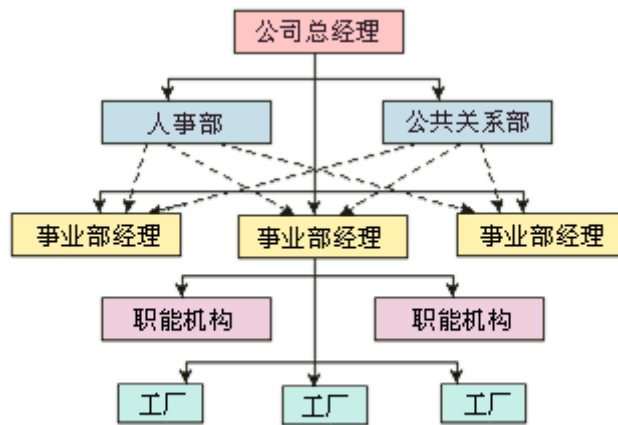 公司总经理
人事部
公共关系部
事业部经理
事业部经理
事业部经理
职能机构
职能机构
工厂
工厂
工厂